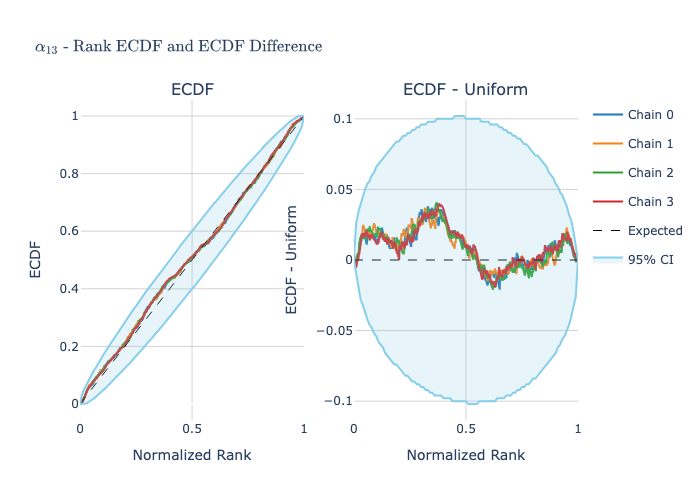 α₁₃ - Rank ECDF and ECDF Difference
ECDF
ECDF - Uniform
1
0.8
0.6
0.4
0.2
0
0
0.5
1
Normalized Rank
ECDF
0.1
0.05
0
−0.05
−0.1
0
0.5
1
Normalized Rank
ECDF - Uniform
Chain 0
Chain 1
Chain 2
Chain 3
Expected
95% CI